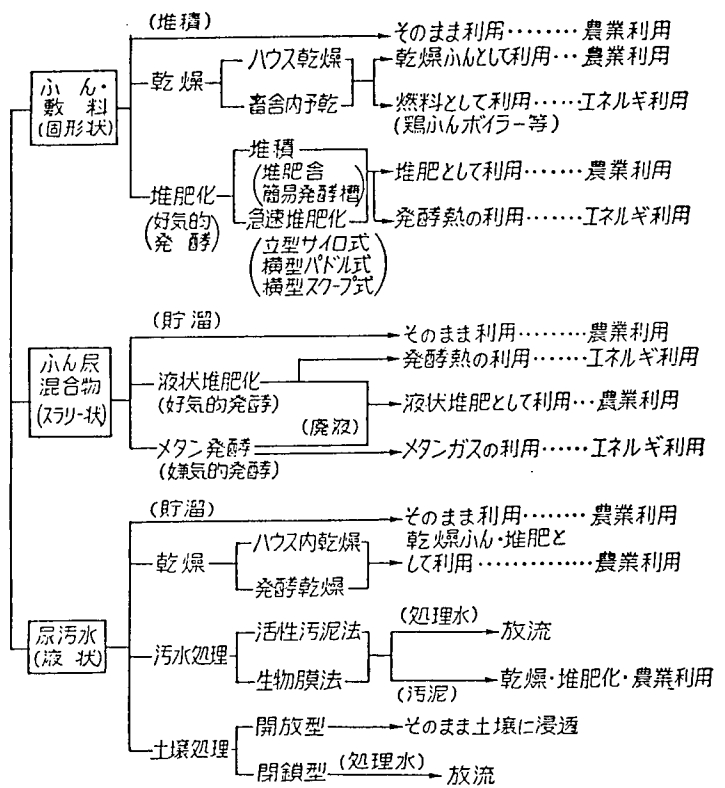 (堆積)
そのまま利用………農業利用
ふん・
敷料
(固形状)
乾燥
ハウス乾燥
畜舎内予乾
乾燥ふんとして利用…農業利用
燃料として利用……エネルギ利用
(鶏ふんボイラー等)
堆肥化
(好気的
発酵)
堆積
(堆肥舎
簡易発酵槽)
急速堆肥化
(立型サイロ式
横型パドル式
横型スクープ式)
堆肥として利用………農業利用
発酵熱の利用……エネルギ利用
(貯溜)
そのまま利用………農業利用
ふん尿
混合物
(スラリー状)
液状堆肥化
(好気的発酵)
発酵熱の利用……エネルギ利用
(廃液)
液状堆肥として利用…農業利用
メタン発酵
(嫌気的発酵)
メタンガスの利用……エネルギ利用
(貯溜)
そのまま利用………農業利用
尿汚水
(液状)
乾燥
ハウス内乾燥
発酵乾燥
乾燥ふん・堆肥と
して利用……………農業利用
汚水処理
活性汚泥法
生物膜法
(処理水)
放流
(汚泥)
乾燥・堆肥化・農業利用
土壌処理
開放型
そのまま土壌に浸透
閉鎖型
(処理水)
放流